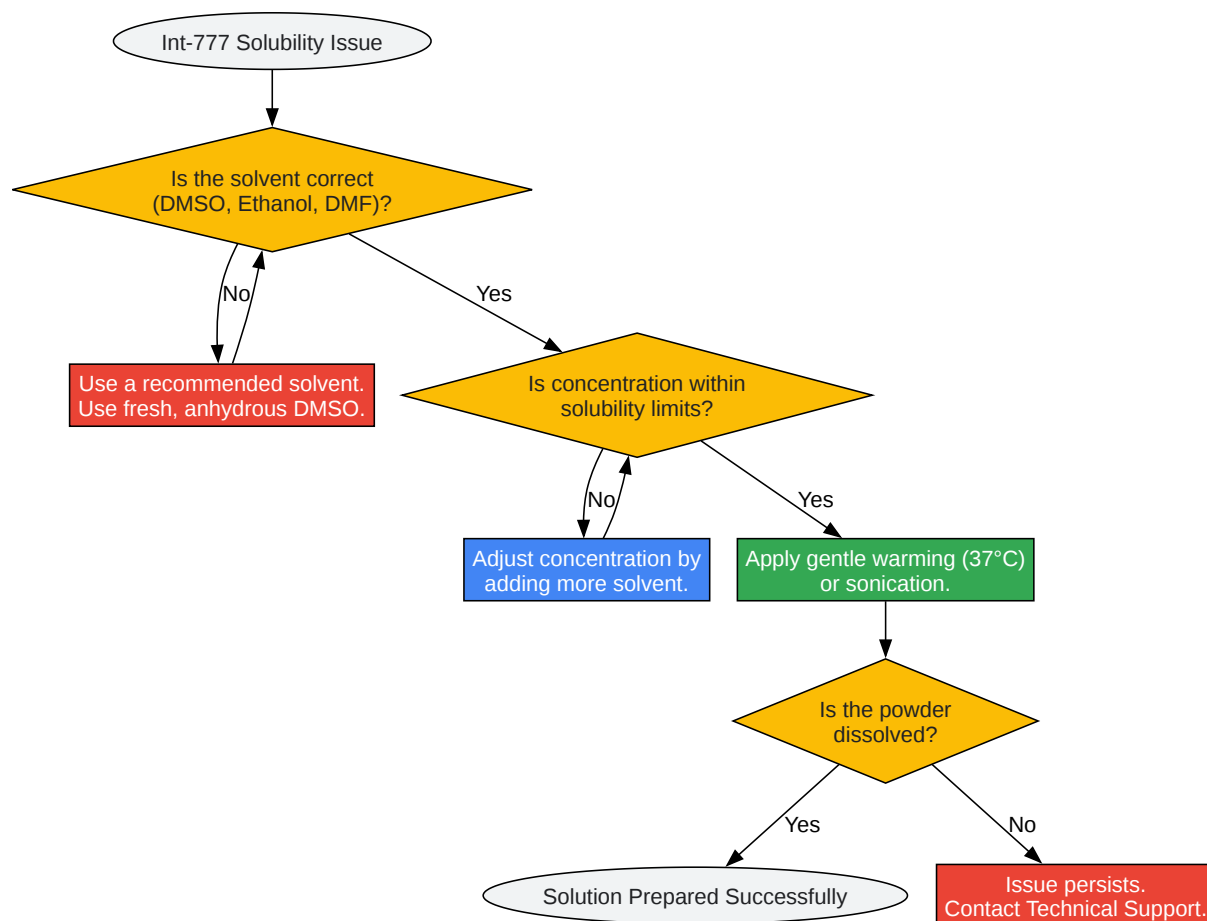 Int-777 Solubility Issue
Is the solvent correct
(DMSO, Ethanol, DMF)?
No
Yes
Use a recommended solvent.
Use fresh, anhydrous DMSO.
Is concentration within
solubility limits?
No
Yes
Adjust concentration by
adding more solvent.
Apply gentle warming (37°C)
or sonication.
Is the powder
dissolved?
Yes
No
Solution Prepared Successfully
Issue persists.
Contact Technical Support.